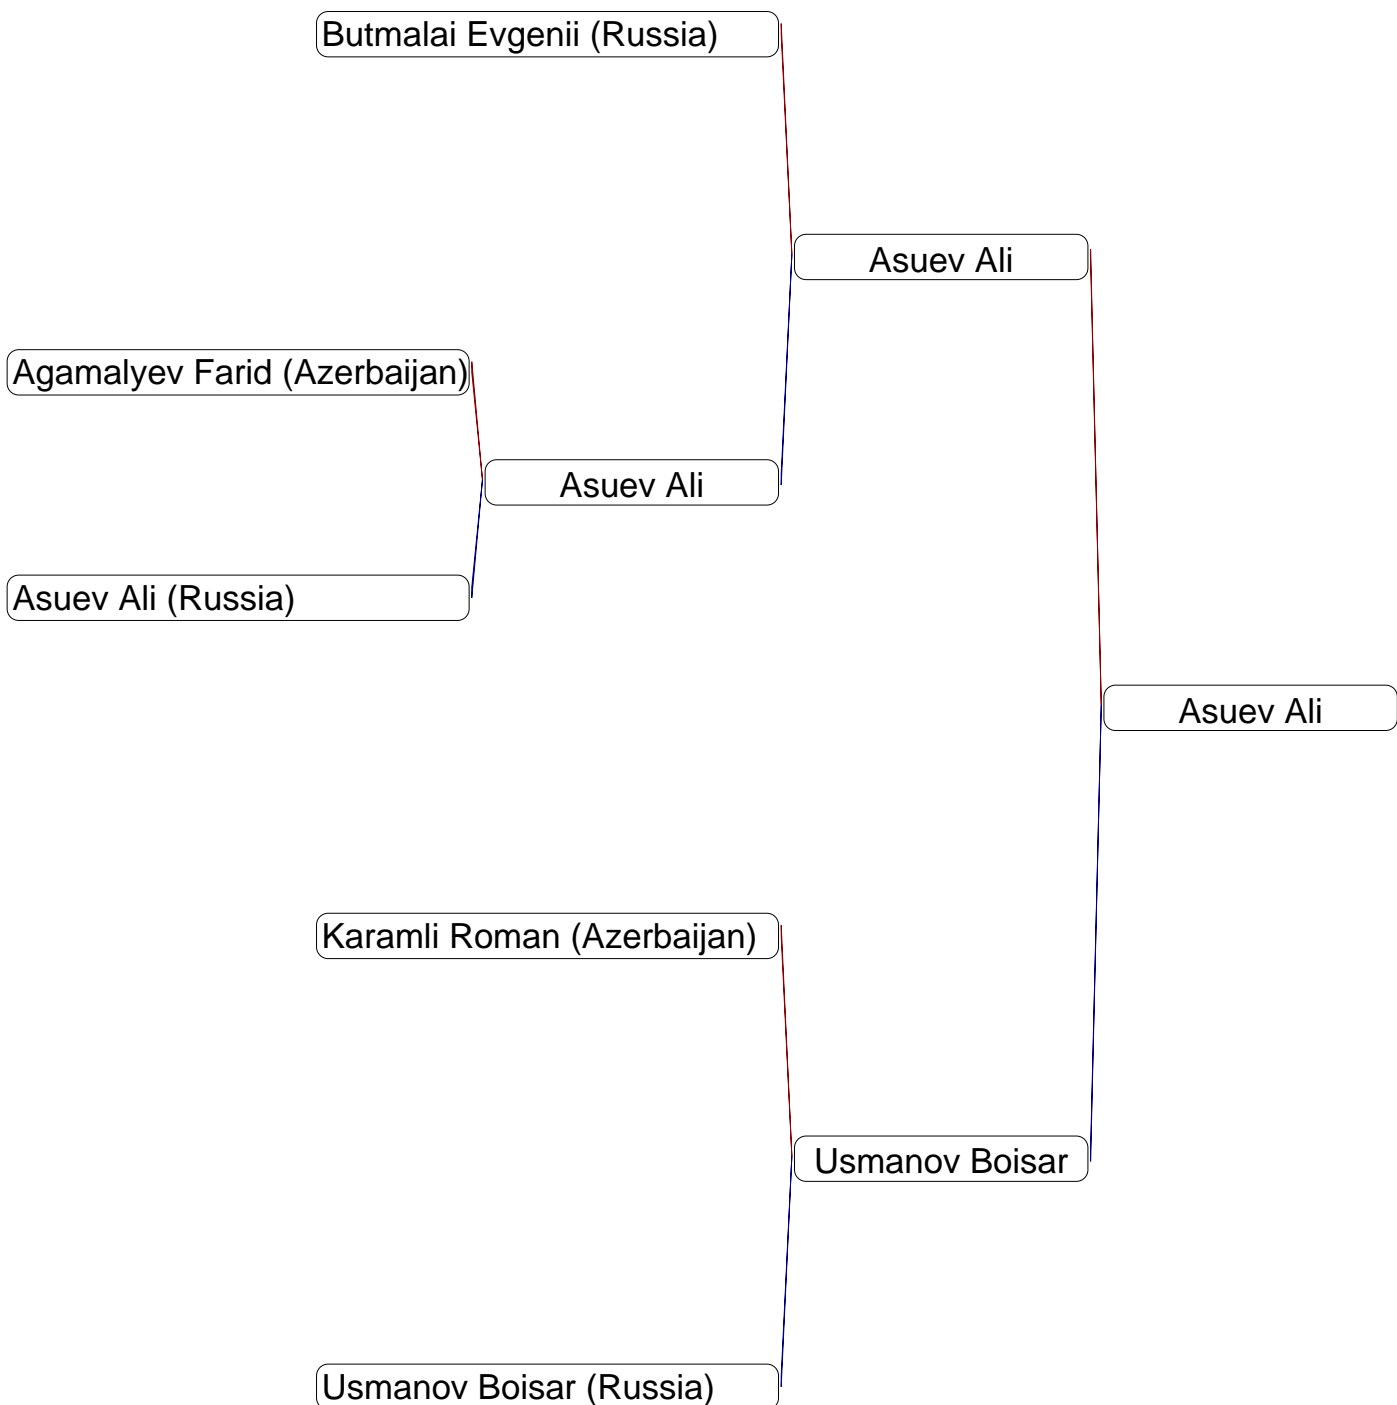 Butmalai Evgenii (Russia)
Asuev Ali
Agamalyev Farid (Azerbaijan)
Asuev Ali
Asuev Ali (Russia)
Asuev Ali
Karamli Roman (Azerbaijan)
Usmanov Boisar
Usmanov Boisar (Russia)